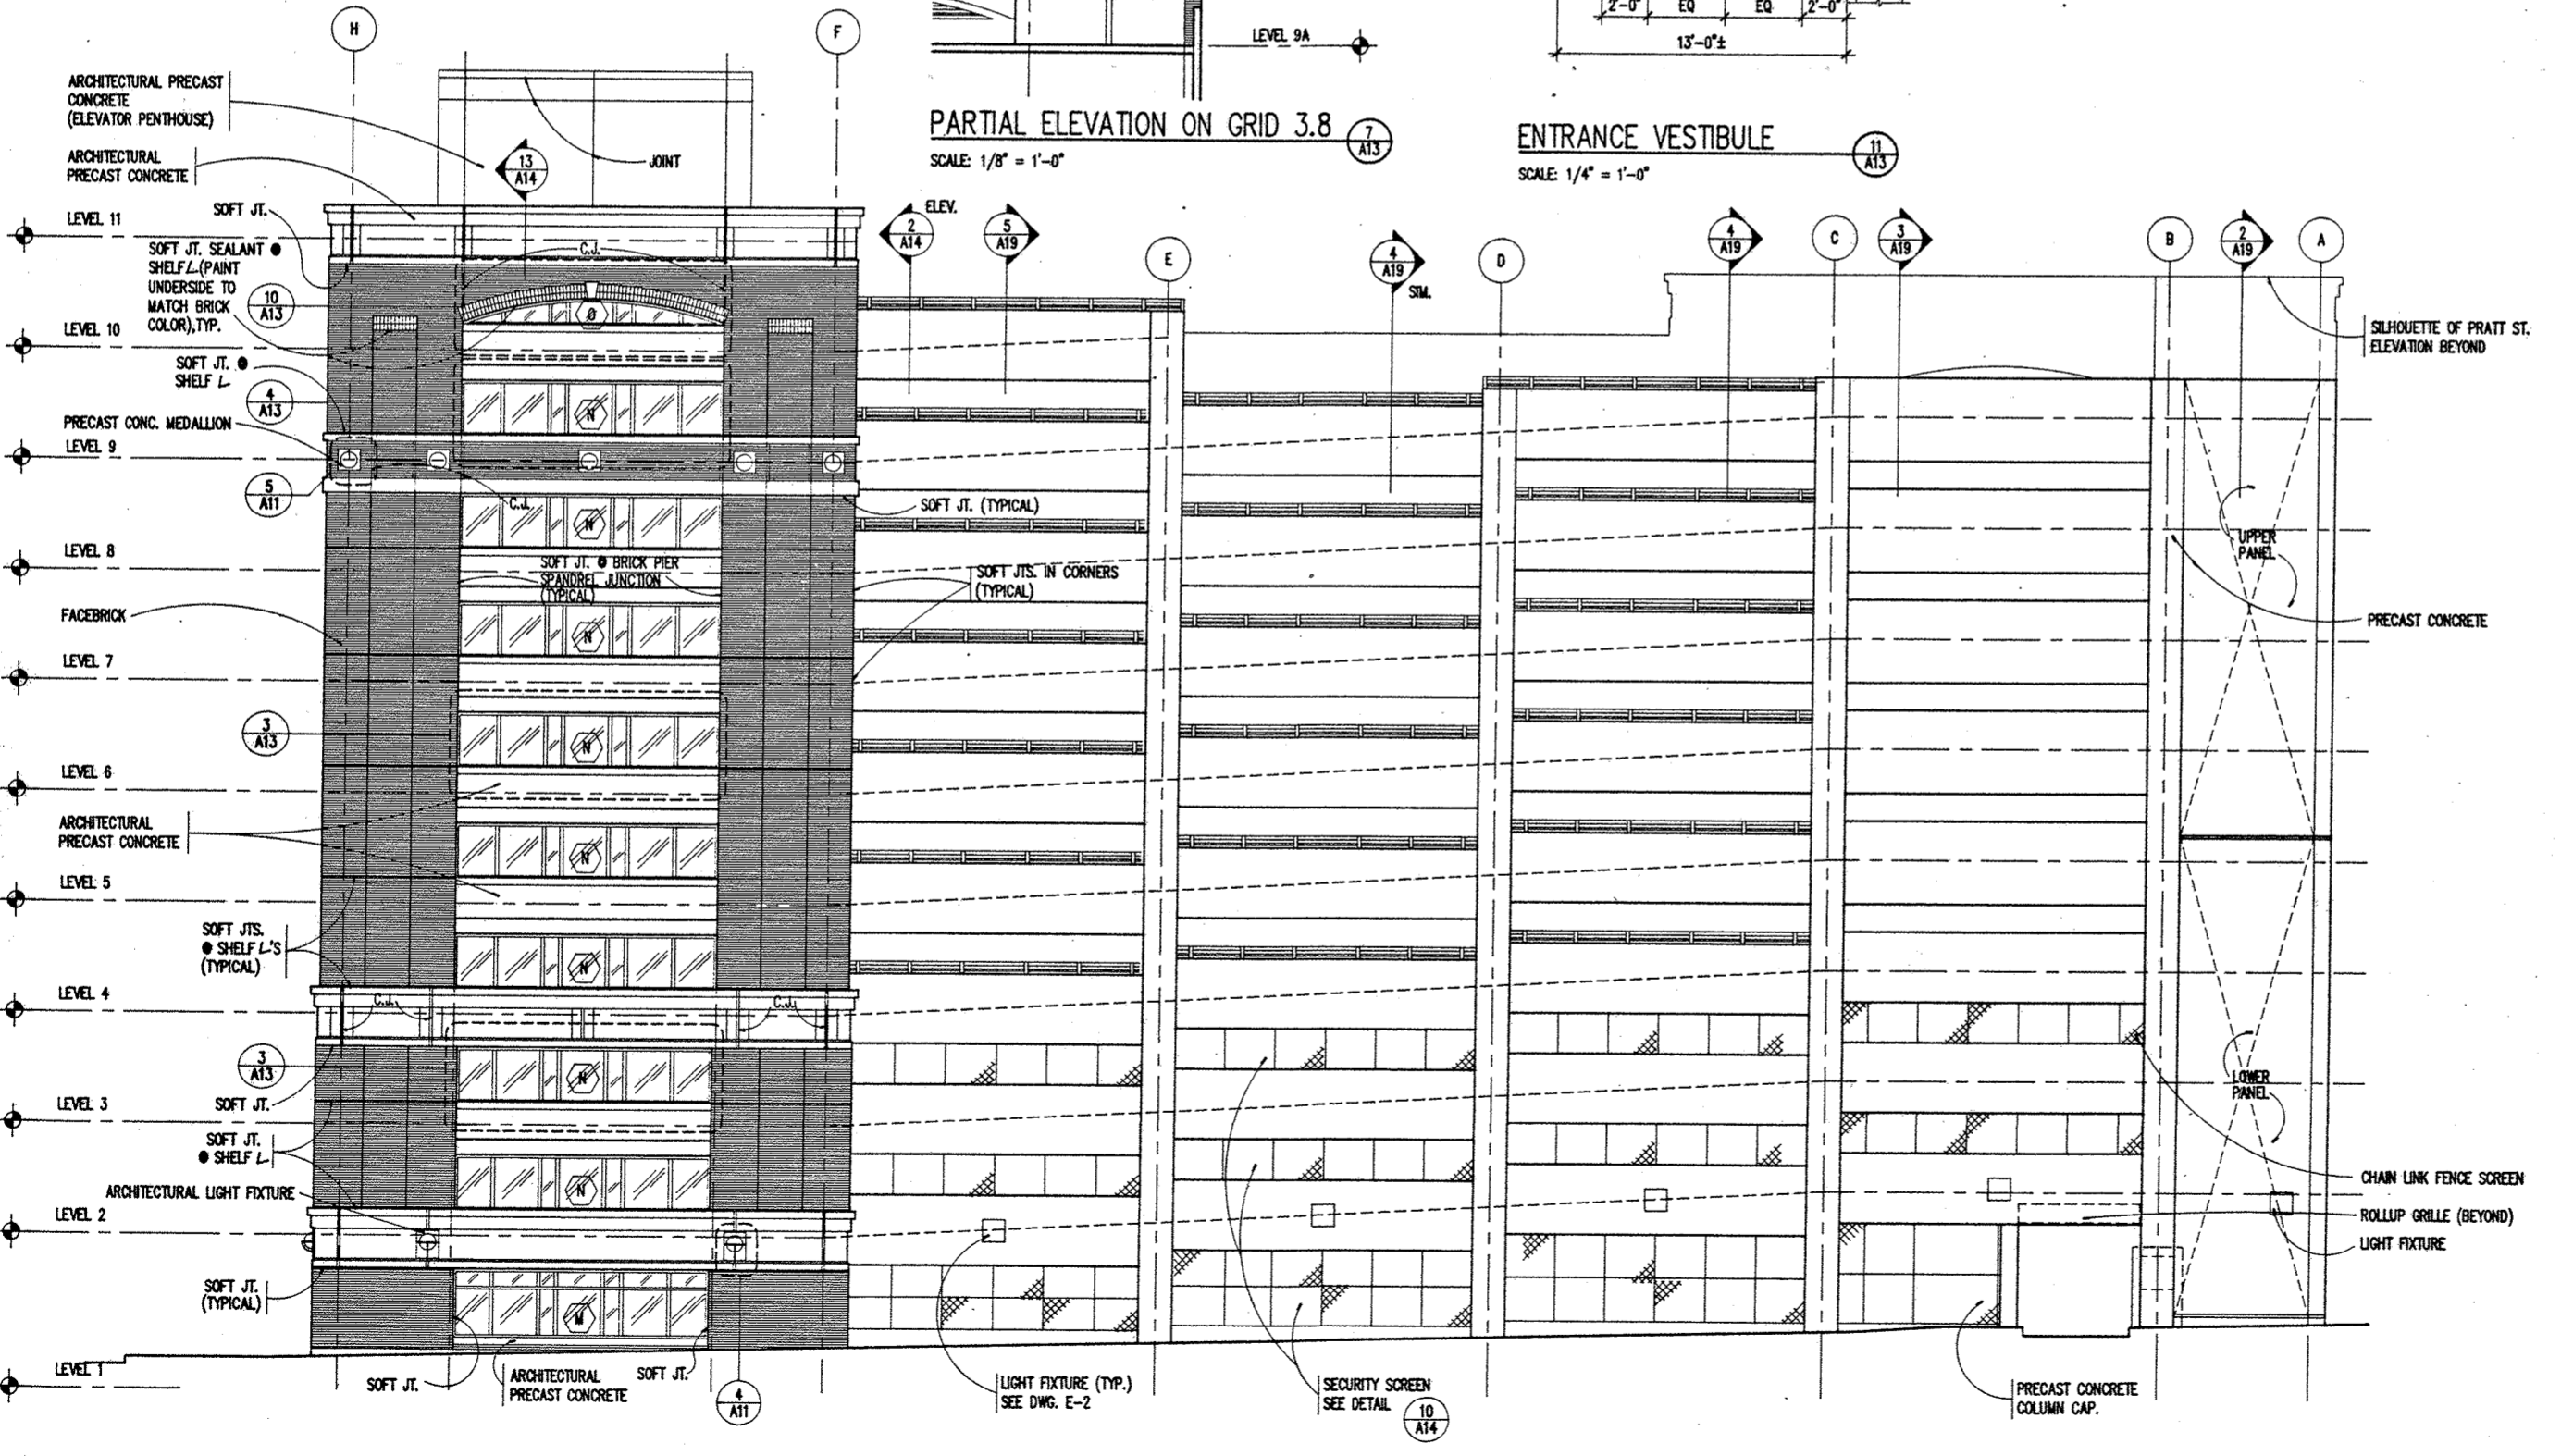 2'-0"
EQ
EQ
2'-0"
13'-0"±
LEVEL 9A
PARTIAL ELEVATION ON GRID 3.8
7
A13
SCALE: 1/8" = 1'-0"
ENTRANCE VESTIBULE
11
A13
SCALE: 1/4" = 1'-0"
H
F
E
D
C
B
A
ARCHITECTURAL PRECAST
CONCRETE
(ELEVATOR PENTHOUSE)
ARCHITECTURAL
PRECAST CONCRETE
13
A14
JOINT
LEVEL 11
SOFT JT.
SOFT JT. SEALANT @
SHELF L (PAINT
UNDERSIDE TO
MATCH BRICK
COLOR),TYP.
10
A13
C.J.
ELEV.
2
A14
5
A19
4
A19
SIM.
4
A19
3
A19
2
A19
SILHOUETTE OF PRATT ST.
ELEVATION BEYOND
LEVEL 10
O
SOFT JT. @
SHELF L
4
A13
N
PRECAST CONC. MEDALLION
LEVEL 9
5
A11
C.J.
N
SOFT JT. (TYPICAL)
LEVEL 8
SOFT JT. @ BRICK PIER
SPANDREL JUNCTION
(TYPICAL)
SOFT JTS. IN CORNERS
(TYPICAL)
UPPER
PANEL
FACEBRICK
N
PRECAST CONCRETE
LEVEL 7
3
A13
N
LEVEL 6
ARCHITECTURAL
PRECAST CONCRETE
N
LEVEL 5
SOFT JTS.
@ SHELF L'S
(TYPICAL)
N
LEVEL 4
C.J.
C.J.
3
A13
N
SOFT JT.
LEVEL 3
LOWER
PANEL
SOFT JT.
@ SHELF L
N
ARCHITECTURAL LIGHT FIXTURE
CHAIN LINK FENCE SCREEN
LEVEL 2
ROLLUP GRILLE (BEYOND)
LIGHT FIXTURE
SOFT JT.
(TYPICAL)
M
LEVEL 1
SOFT JT.
ARCHITECTURAL
PRECAST CONCRETE
SOFT JT.
4
A11
LIGHT FIXTURE (TYP.)
SEE DWG. E-2
SECURITY SCREEN
SEE DETAIL
10
A14
PRECAST CONCRETE
COLUMN CAP.